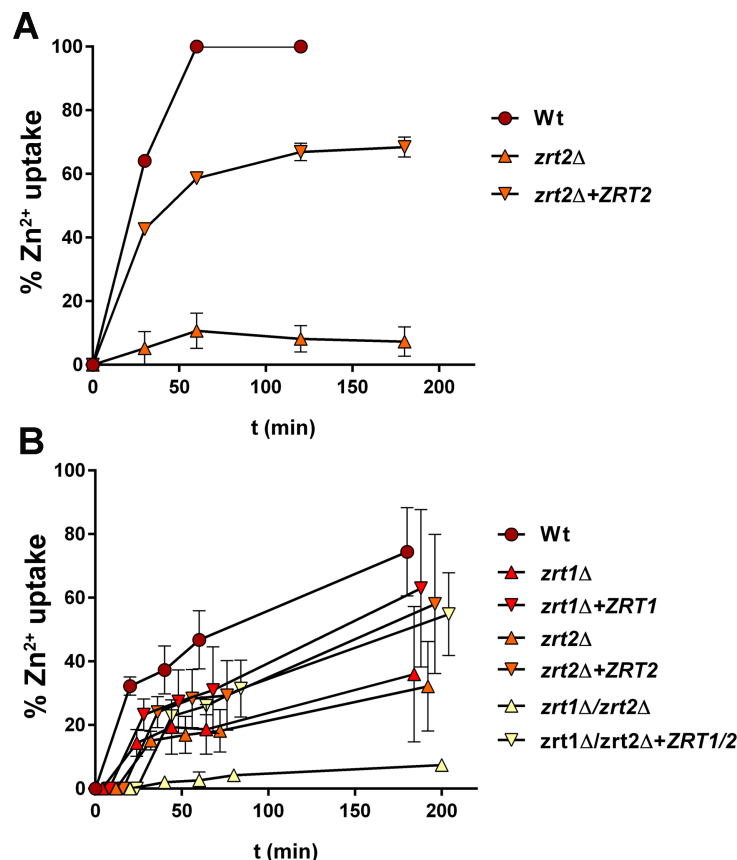 A
100
80
60
40
20
0
% Zn²⁺ uptake
0 50 100 150 200
t (min)
Wt
zrt2Δ
zrt2Δ+ZRT2
B
100
80
60
40
20
0
% Zn²⁺ uptake
0 50 100 150 200
t (min)
Wt
zrt1Δ
zrt1Δ+ZRT1
zrt2Δ
zrt2Δ+ZRT2
zrt1Δ/zrt2Δ
zrt1Δ/zrt2Δ+ZRT1/2